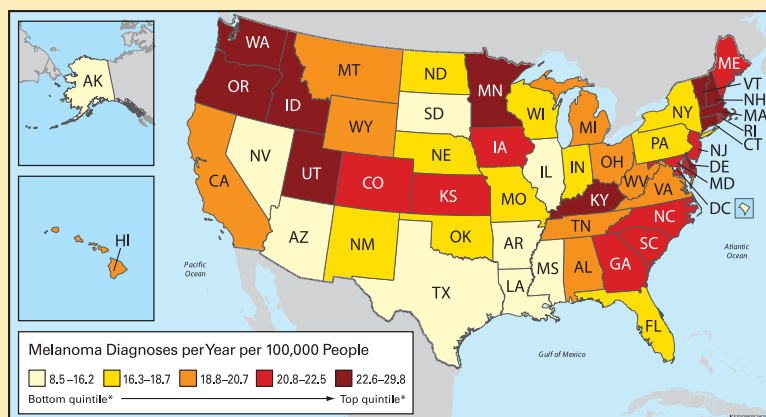 AK
HI
WA
OR
ID
MT
WY
CA
NV
UT
CO
AZ
NM
ND
SD
NE
KS
OK
TX
MN
IA
MO
AR
LA
WI
IL
IN
MI
OH
KY
TN
MS
AL
GA
FL
SC
NC
VA
WV
PA
NY
ME
VT
NH
MA
RI
CT
NJ
DE
MD
DC
Pacific
Ocean
Atlantic
Ocean
Gulf of Mexico
Melanoma Diagnoses per Year per 100,000 People
8.5–16.2 16.3–18.7 18.8–20.7 20.8–22.5 22.6–29.8
Bottom quintile* Top quintile*